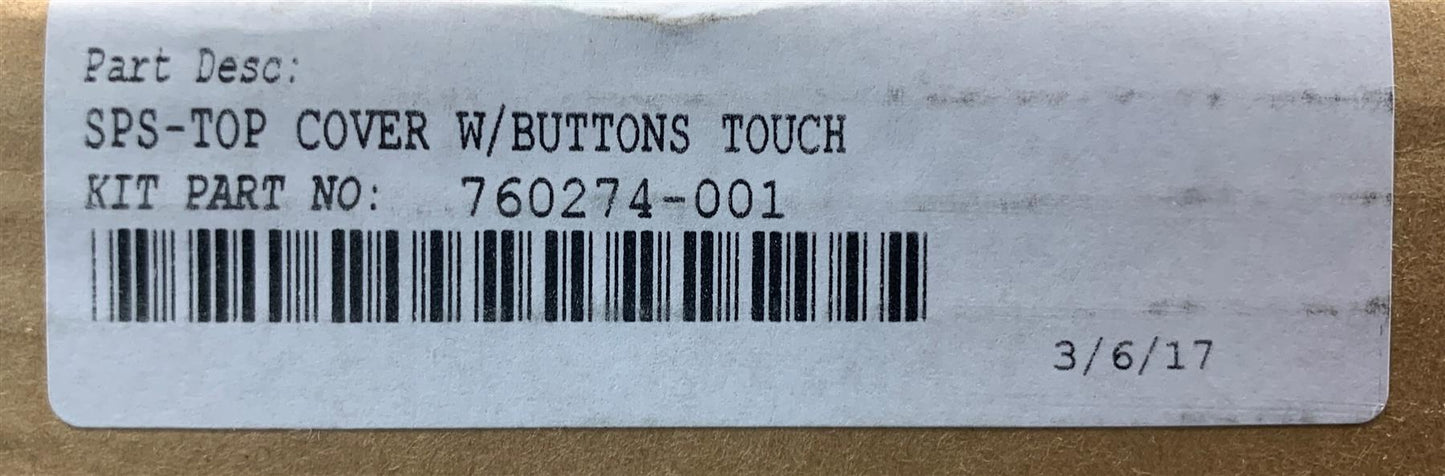 Part Desc:
SPS-TOP COVER W/BUTTONS TOUCH
KIT PART NO: 760274-001
3/6/17